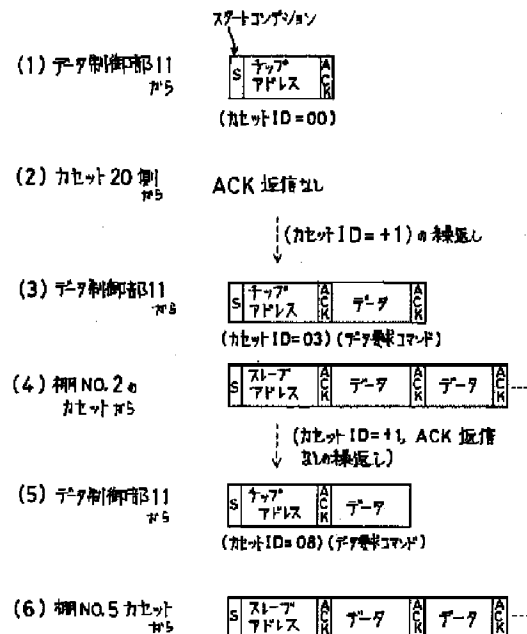 スタートコンデション
(1) データ制御部11
から
S チップ
アドレス ACK
(カセットID=00)
(2) カセット20側
から
ACK 返信なし
(カセットID=+1)の繰返し
(3) データ制御部11
から
S チップ
アドレス ACK データ ACK
(カセットID=03)(データ要求コマンド)
(4) 棚NO.2の
カセットから
S スレーブ
アドレス ACK データ ACK データ ACK
(カセットID=+1, ACK 返信
なしの繰返し)
(5) データ制御部11
から
S チップ
アドレス ACK データ
(カセットID=08)(データ要求コマンド)
(6) 棚NO.5カセット
から
S スレーブ
アドレス ACK データ ACK データ ACK